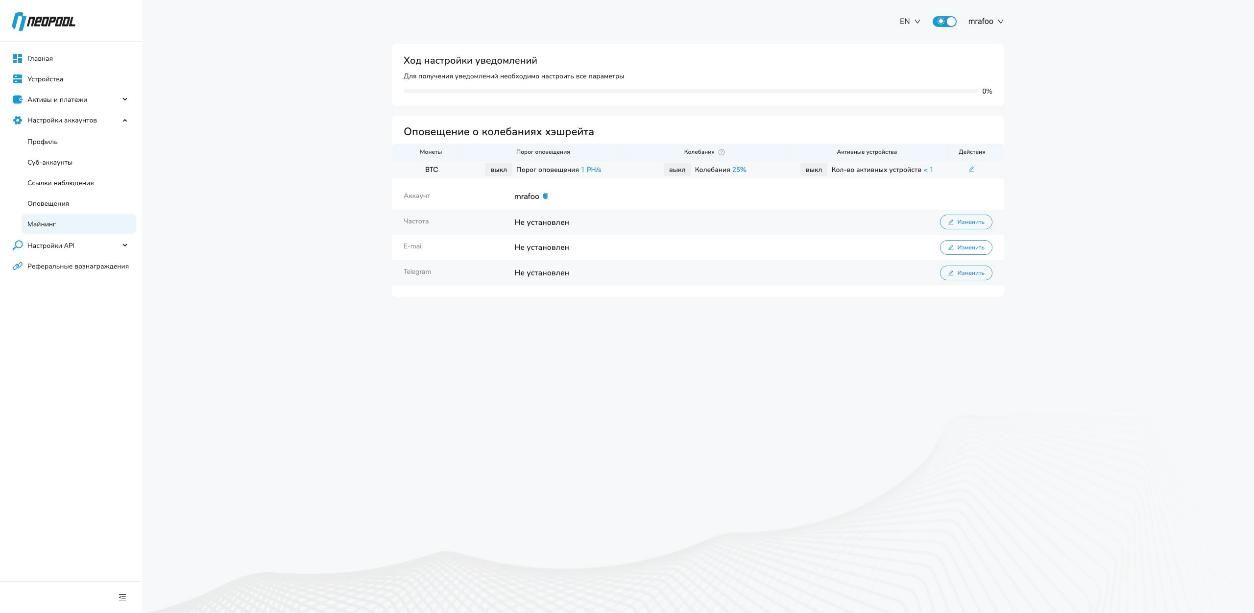 NEOPOOL
EN
mrafoo
Главная
Устройства
Активы и платежи
Настройки аккаунтов
Профиль
Суб-аккаунты
Ссылки наблюдения
Оповещения
Майнинг
Настройки API
Реферальные вознаграждения
Ход настройки уведомлений
Для получения уведомлений необходимо настроить все параметры
0%
Оповещение о колебаниях хэшрейта
Монеты Порог оповещения Колебания Активные устройства Действия
BTC выкл Порог оповещения 1 PH/s выкл Колебания 25% выкл Кол-во активных устройств < 1
Аккаунт mrafoo
Частота Не установлен Изменить
E-mai Не установлен Изменить
Telegram Не установлен Изменить